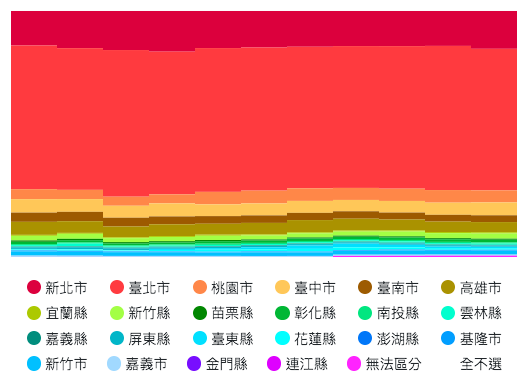 新北市 臺北市 桃園市 臺中市 臺南市 高雄市
宜蘭縣 新竹縣 苗栗縣 彰化縣 南投縣 雲林縣
嘉義縣 屏東縣 臺東縣 花蓮縣 澎湖縣 基隆市
新竹市 嘉義市 金門縣 連江縣 無法區分 全不選